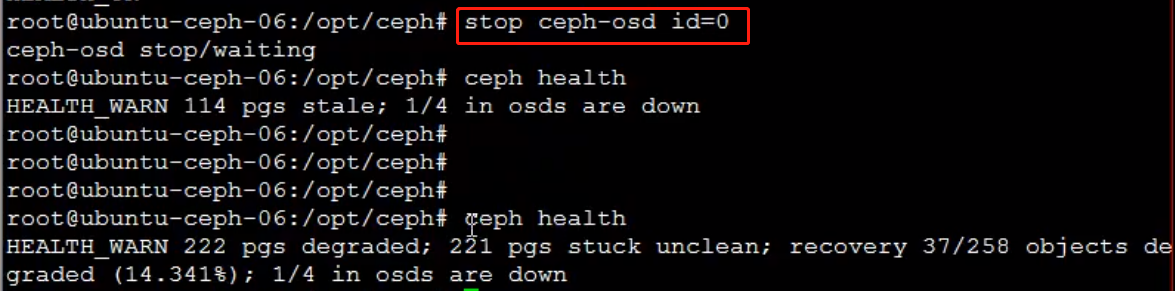 root@ubuntu-ceph-06:/opt/ceph# stop ceph-osd id=0
ceph-osd stop/waiting
root@ubuntu-ceph-06:/opt/ceph# ceph health
HEALTH_WARN 114 pgs stale; 1/4 in osds are down
root@ubuntu-ceph-06:/opt/ceph#
root@ubuntu-ceph-06:/opt/ceph#
root@ubuntu-ceph-06:/opt/ceph#
root@ubuntu-ceph-06:/opt/ceph# ceph health
HEALTH_WARN 222 pgs degraded; 221 pgs stuck unclean; recovery 37/258 objects de
graded (14.341%); 1/4 in osds are down